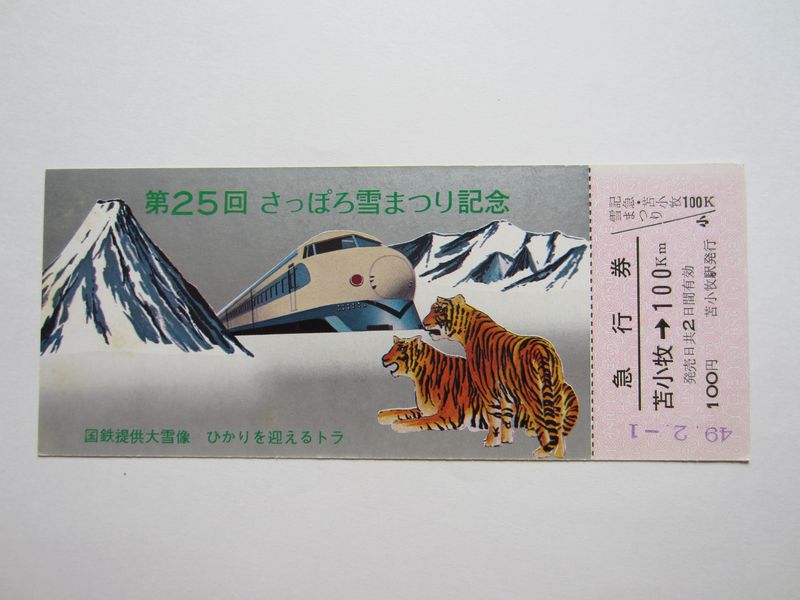 第25回 さっぽろ雪まつり記念
国鉄提供大雪像 ひかりを迎えるトラ
記急・苫小牧
雪まつり
100K
小
急行券
苫小牧➔100Km
発売日共2日間有効
100円 苫小牧駅発行
49.2.-1